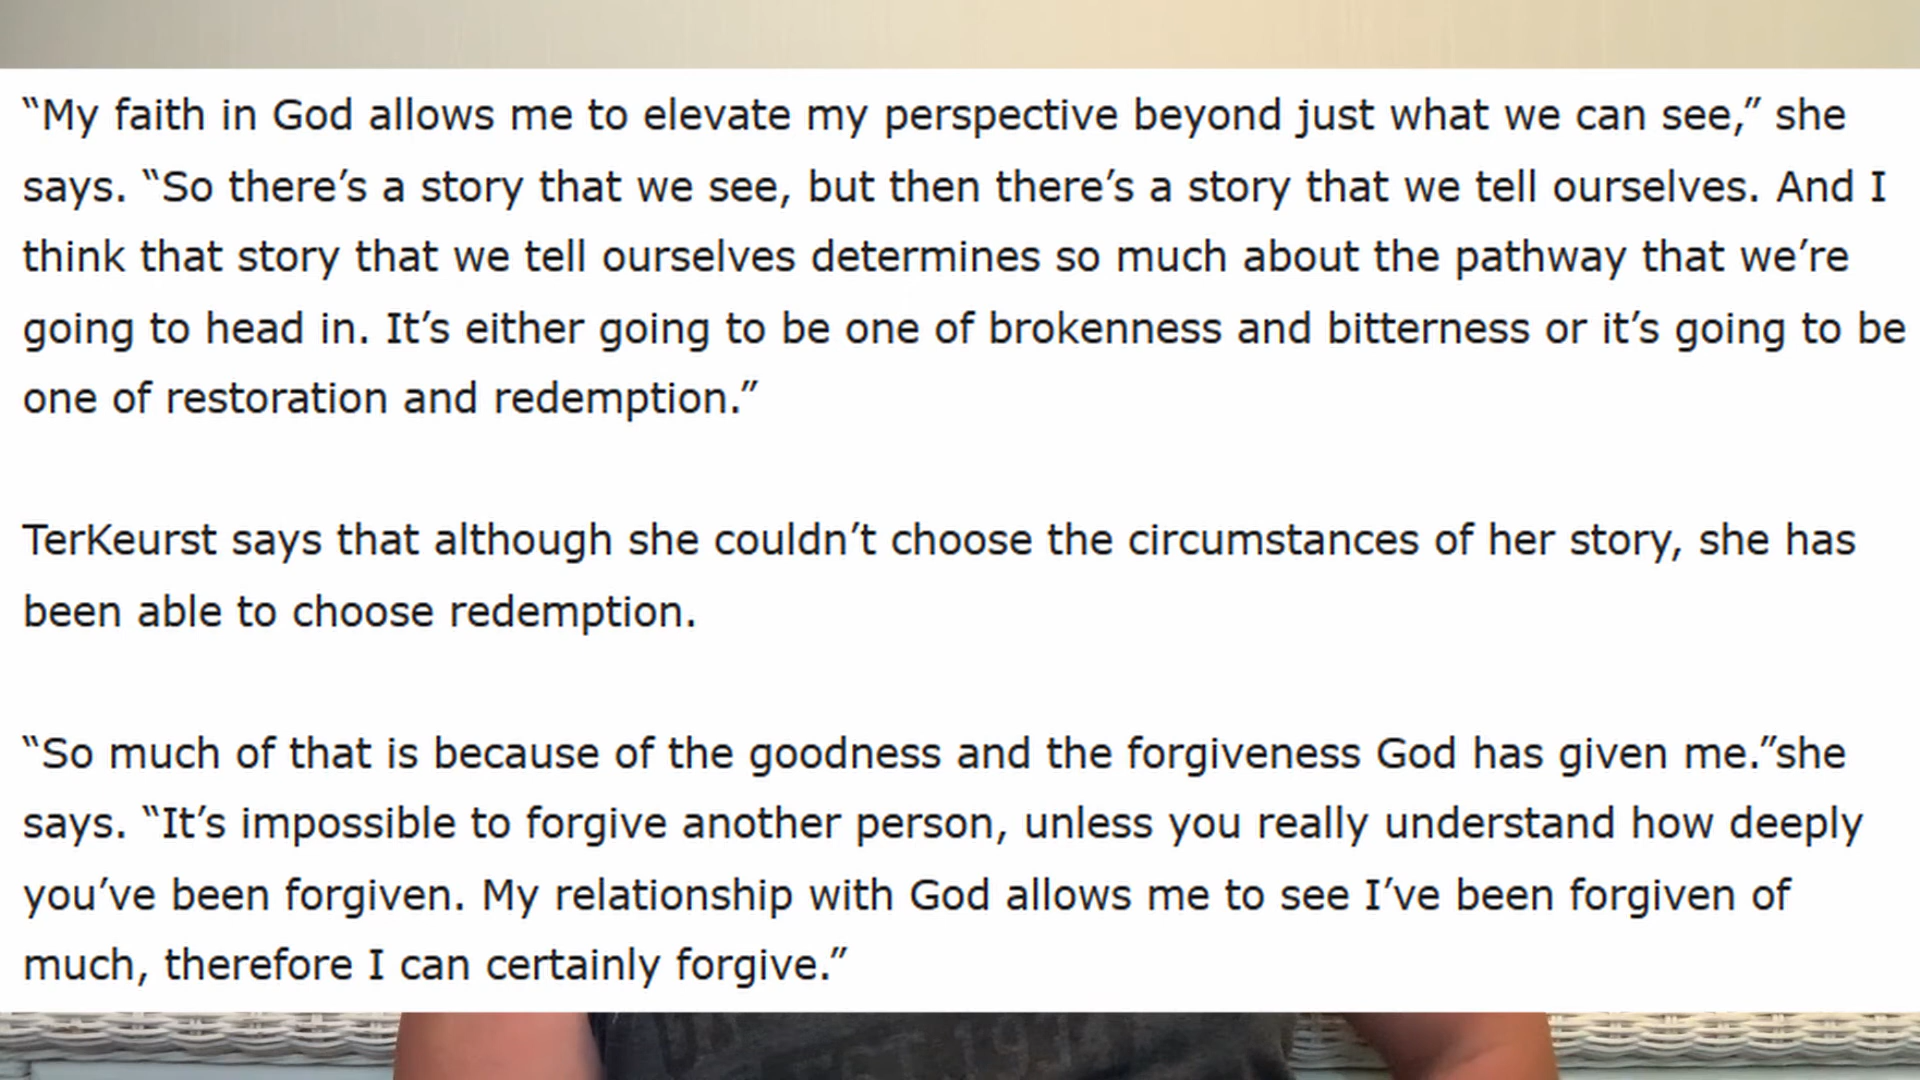 “My faith in God allows me to elevate my perspective beyond just what we can see,” she
says. “So there’s a story that we see, but then there’s a story that we tell ourselves. And I
think that story that we tell ourselves determines so much about the pathway that we’re
going to head in. It’s either going to be one of brokenness and bitterness or it’s going to be
one of restoration and redemption.”
TerKeurst says that although she couldn’t choose the circumstances of her story, she has
been able to choose redemption.
“So much of that is because of the goodness and the forgiveness God has given me.”she
says. “It’s impossible to forgive another person, unless you really understand how deeply
you’ve been forgiven. My relationship with God allows me to see I’ve been forgiven of
much, therefore I can certainly forgive.”